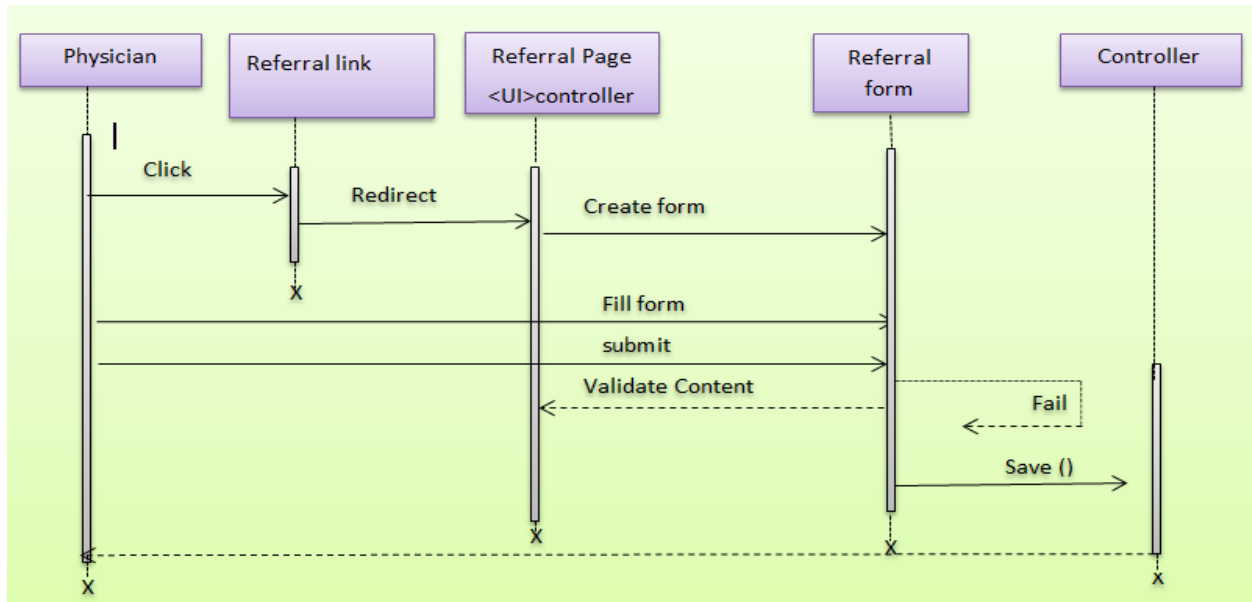 Physician
Referral link
Referral Page
<UI>controller
Referral
form
Controller
Click
Redirect
Create form
X
Fill form
submit
Validate Content
Fail
Save ()
X
X
X
X